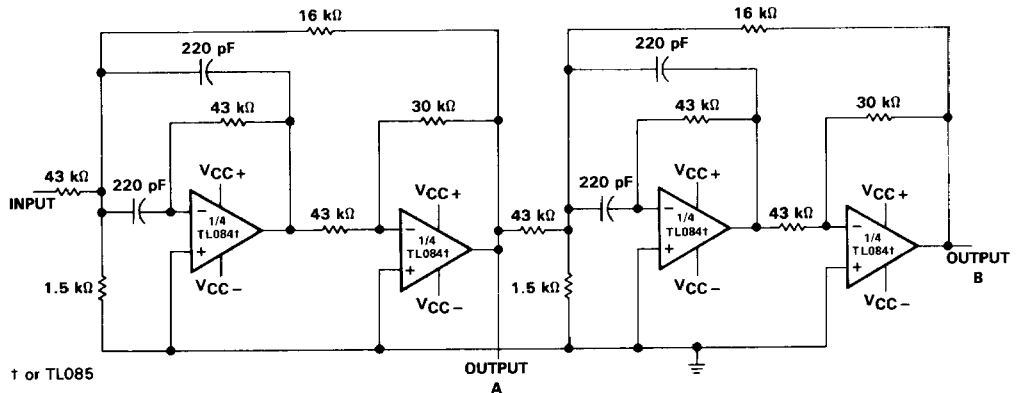 16 kΩ
220 pF
43 kΩ
30 kΩ
43 kΩ
INPUT
220 pF
VCC+
−
1/4
TL084†
+
VCC−
43 kΩ
VCC+
−
1/4
TL084†
+
VCC−
1.5 kΩ
OUTPUT
A
16 kΩ
220 pF
43 kΩ
30 kΩ
43 kΩ
220 pF
VCC+
−
1/4
TL084†
+
VCC−
43 kΩ
VCC+
−
1/4
TL084†
+
VCC−
1.5 kΩ
OUTPUT
B
† or TL085